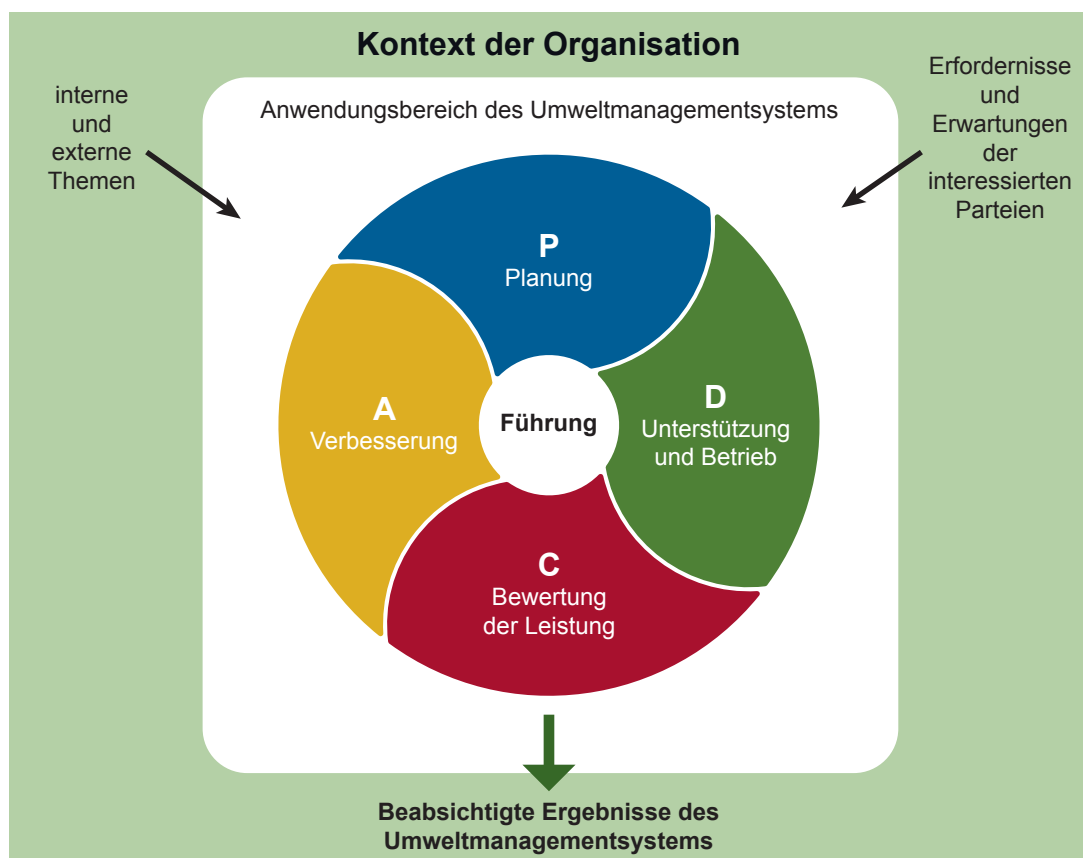 Kontext der Organisation
interne
und
externe
Themen
Erfordernisse
und
Erwartungen
der
interessierten
Parteien
Anwendungsbereich des Umweltmanagementsystems
P
Planung
D
Unterstützung
und Betrieb
C
Bewertung
der Leistung
A
Verbesserung
Führung
Beabsichtigte Ergebnisse des
Umweltmanagementsystems